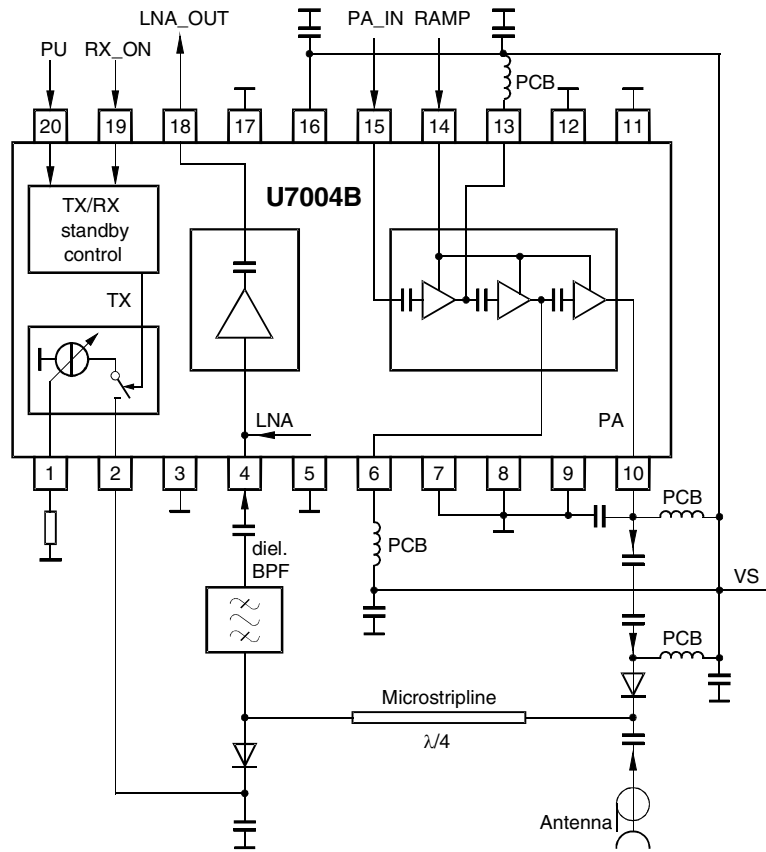 LNA_OUT PA_IN RAMP
PU RX_ON
PCB
20 19 18 17 16 15 14 13 12 11
U7004B
TX/RX
standby
control
TX
LNA
PA
1 2 3 4 5 6 7 8 9 10
PCB
diel.
BPF
PCB
VS
PCB
Microstripline
λ/4
Antenna